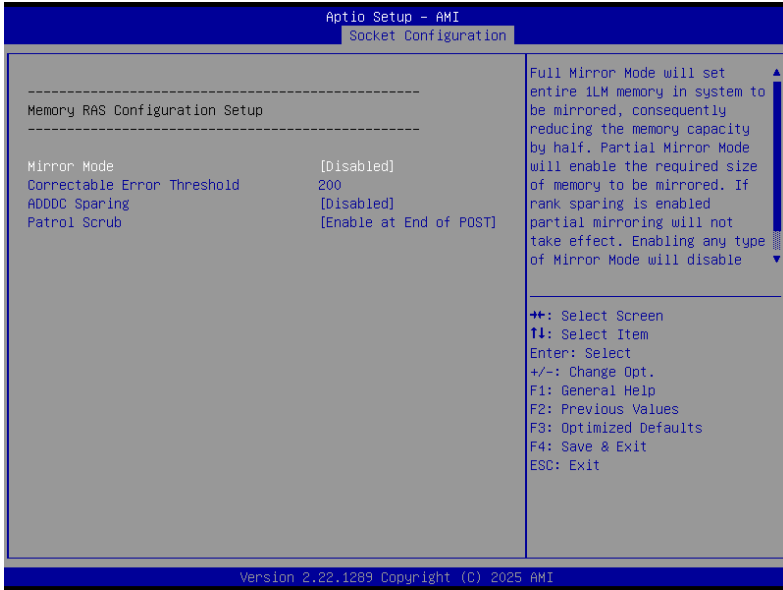 Aptio Setup – AMI
Socket Configuration
------------------------------------------------
Memory RAS Configuration Setup
------------------------------------------------
Mirror Mode [Disabled]
Correctable Error Threshold 200
ADDDC Sparing [Disabled]
Patrol Scrub [Enable at End of POST]
Full Mirror Mode will set
entire 1LM memory in system to
be mirrored, consequently
reducing the memory capacity
by half. Partial Mirror Mode
will enable the required size
of memory to be mirrored. If
rank sparing is enabled
partial mirroring will not
take effect. Enabling any type
of Mirror Mode will disable
→←: Select Screen
↑↓: Select Item
Enter: Select
+/-: Change Opt.
F1: General Help
F2: Previous Values
F3: Optimized Defaults
F4: Save & Exit
ESC: Exit
Version 2.22.1289 Copyright (C) 2025 AMI